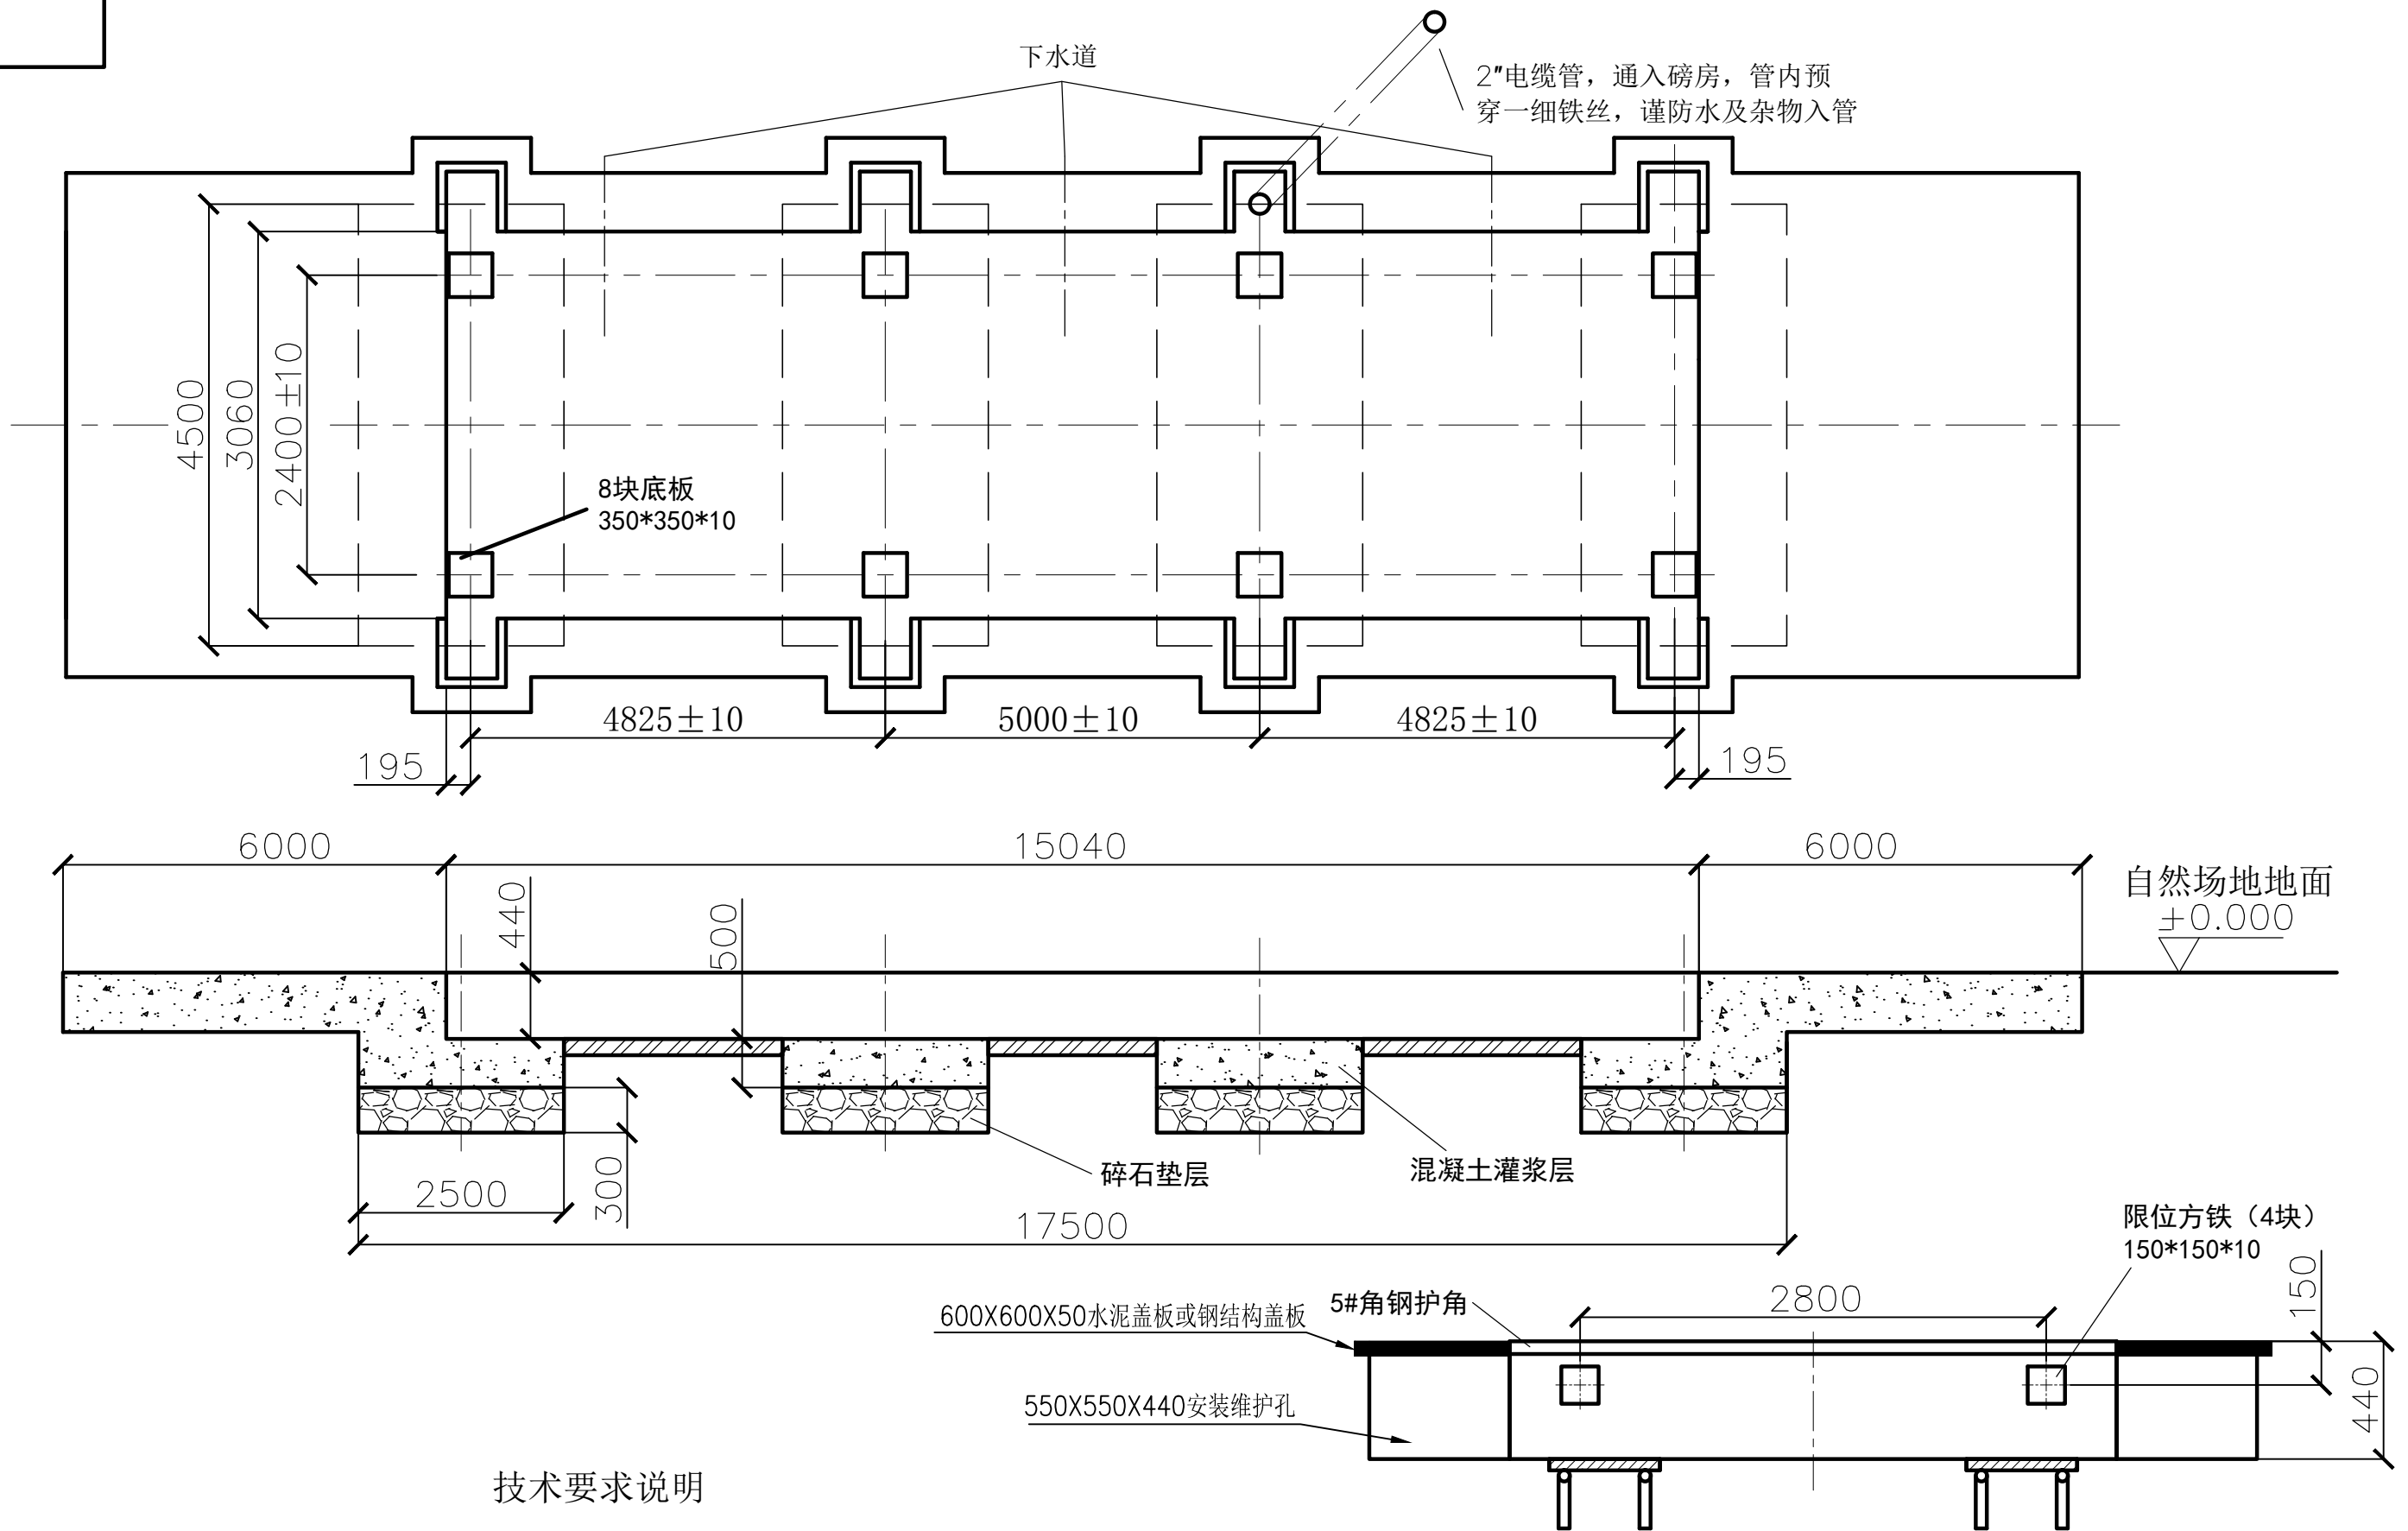 下水道
2"电缆管，通入磅房，管内预
穿一细铁丝，谨防水及杂物入管
4500
3060
2400±10
8块底板
350*350*10
4825±10
5000±10
4825±10
195
195
6000
15040
6000
440
500
自然场地地面
±0.000
碎石垫层
混凝土灌浆层
2500
300
17500
限位方铁（4块）
150*150*10
600X600X50水泥盖板或钢结构盖板
5#角钢护角
2800
150
440
550X550X440安装维护孔
技术要求说明